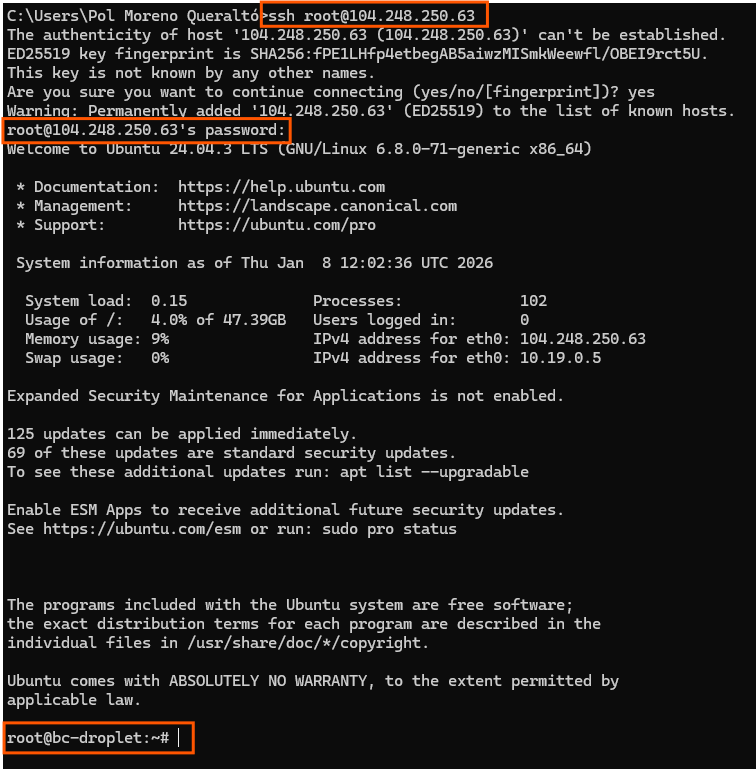 C:\Users\Pol Moreno Queraltó>ssh root@104.248.250.63
The authenticity of host '104.248.250.63 (104.248.250.63)' can't be established.
ED25519 key fingerprint is SHA256:fPE1LHfp4etbegAB5aiwzMISmkWeewfl/OBEI9rct5U.
This key is not known by any other names.
Are you sure you want to continue connecting (yes/no/[fingerprint])? yes
Warning: Permanently added '104.248.250.63' (ED25519) to the list of known hosts.
root@104.248.250.63's password:
Welcome to Ubuntu 24.04.3 LTS (GNU/Linux 6.8.0-71-generic x86_64)

 * Documentation:  https://help.ubuntu.com
 * Management:     https://landscape.canonical.com
 * Support:        https://ubuntu.com/pro

 System information as of Thu Jan  8 12:02:36 UTC 2026

  System load:  0.15              Processes:             102
  Usage of /:   4.0% of 47.39GB   Users logged in:       0
  Memory usage: 9%                IPv4 address for eth0: 104.248.250.63
  Swap usage:   0%                IPv4 address for eth0: 10.19.0.5

Expanded Security Maintenance for Applications is not enabled.

125 updates can be applied immediately.
69 of these updates are standard security updates.
To see these additional updates run: apt list --upgradable

Enable ESM Apps to receive additional future security updates.
See https://ubuntu.com/esm or run: sudo pro status

The programs included with the Ubuntu system are free software;
the exact distribution terms for each program are described in the
individual files in /usr/share/doc/*/copyright.

Ubuntu comes with ABSOLUTELY NO WARRANTY, to the extent permitted by
applicable law.

root@bc-droplet:~#